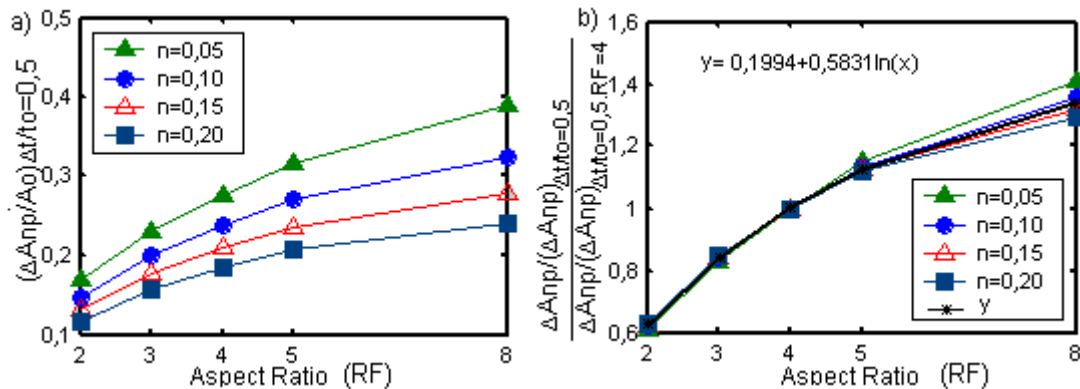 a)
0,5
0,4
0,3
0,2
0,1
(ΔAnp/Ao)Δt/to=0,5
n=0,05
n=0,10
n=0,15
n=0,20
2 3 4 5 8
Aspect Ratio (RF)
b)
1,6
1,4
1,2
1
0,8
0,6
ΔAnp/(ΔAnp)Δt/to=0,5
ΔAnp/(ΔAnp)Δt/to=0,5.RF=4
y= 0,1994+0,5831ln(x)
n=0,05
n=0,10
n=0,15
n=0,20
y
2 3 4 5 8
Aspect Ratio (RF)